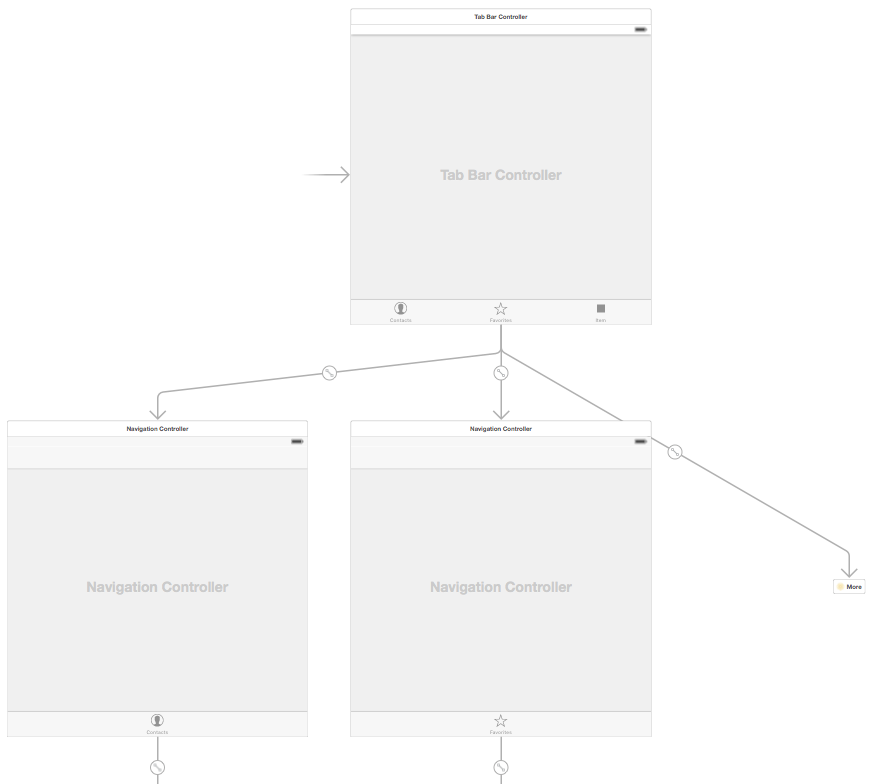 Tab Bar Controller
Tab Bar Controller
Contacts
Favorites
Item
Navigation Controller
Navigation Controller
Navigation Controller
Navigation Controller
More
Contacts
Favorites